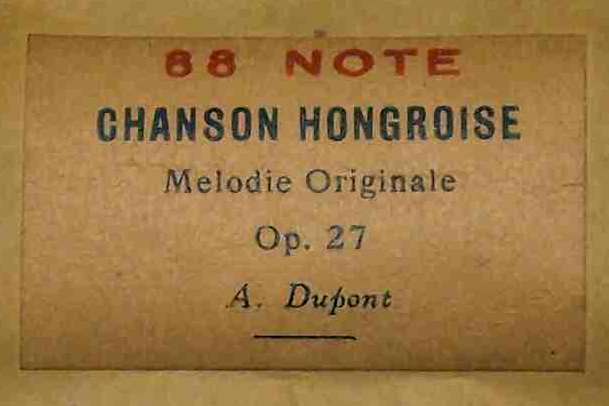 88 NOTE
CHANSON HONGROISE
Melodie Originale
Op. 27
A. Dupont